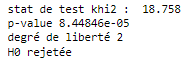 stat de test khi2 :  18.758
p-value 8.44846e-05
degré de liberté 2
H0 rejetée